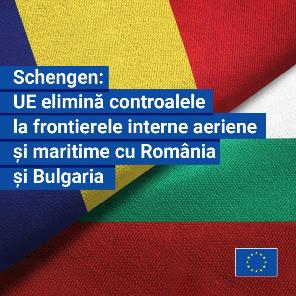 Schengen:
UE elimină controalele
la frontierele interne aeriene
și maritime cu România
și Bulgaria